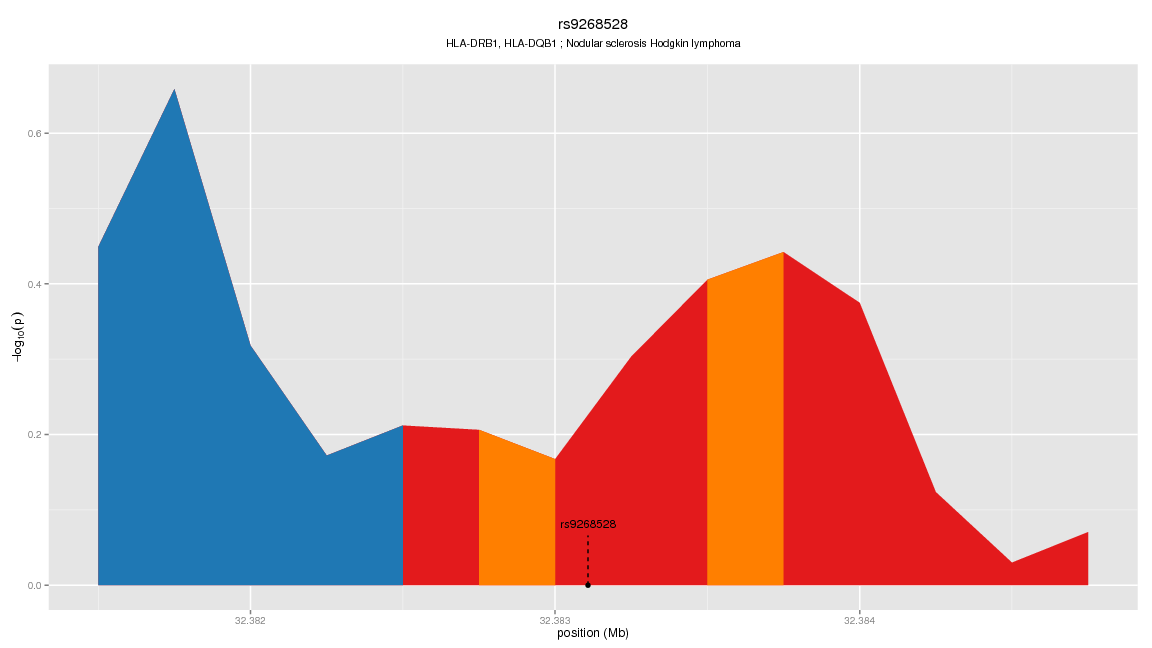 rs9268528
HLA-DRB1, HLA-DQB1 ; Nodular sclerosis Hodgkin lymphoma
-log10(p)
0.6
0.4
0.2
0.0
rs9268528
32.382
32.383
32.384
position (Mb)